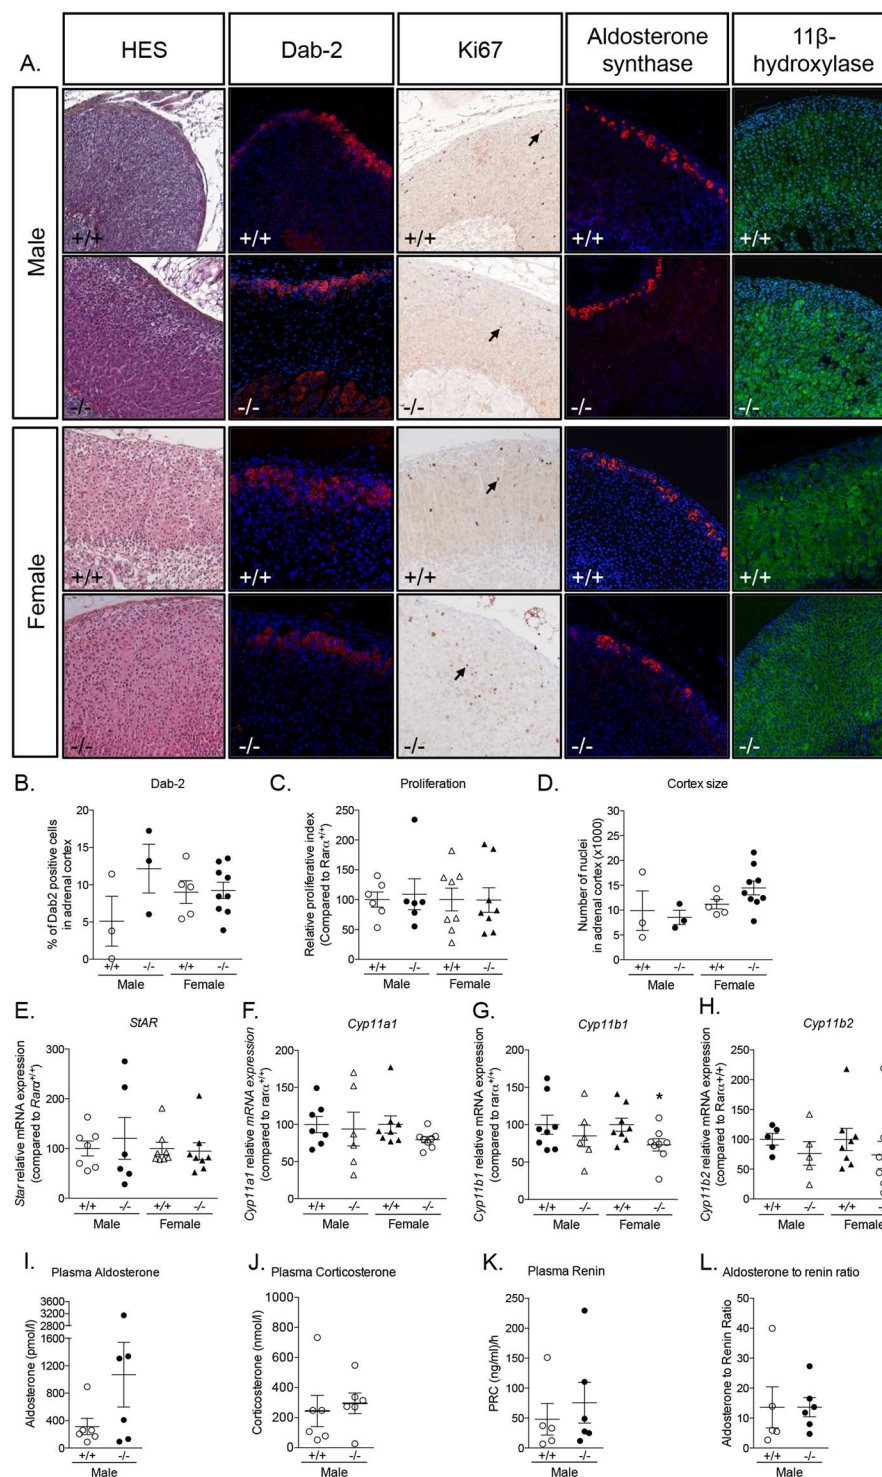 A.
HES
Dab-2
Ki67
Aldosterone
synthase
11β-
hydroxylase
Male
+/+
+/+
+/+
+/+
+/+
-/-
-/-
-/-
-/-
-/-
Female
+/+
+/+
+/+
+/+
+/+
-/-
-/-
-/-
-/-
-/-
B.
Dab-2
% of Dab2 positive cells
in adrenal cortex
20
15
10
5
0
+/+
-/-
+/+
-/-
Male
Female
C.
Proliferation
Relative proliferative index
(Compared to Rarα+/+)
250
200
150
100
50
0
+/+
-/-
+/+
-/-
Male
Female
D.
Cortex size
Number of nuclei
in adrenal cortex (x1000)
30
25
20
15
10
5
0
+/+
-/-
+/+
-/-
Male
Female
E.
StAR
Star relative mRNA expression
(compared to Rarα+/+)
300
200
100
0
+/+
-/-
+/+
-/-
Male
Female
F.
Cyp11a1
Cyp11a1 relative mRNA expression
(compared to rarα+/+)
200
150
100
50
0
+/+
-/-
+/+
-/-
Male
Female
G.
Cyp11b1
Cyp11b1 relative mRNA expression
(compared to rarα+/+)
200
150
100
50
0
*
+/+
-/-
+/+
-/-
Male
Female
H.
Cyp11b2
Cyp11b2 relative mRNA expression
(compared to Rarα+/+)
250
200
150
100
50
0
+/+
-/-
+/+
-/-
Male
Female
I.
Plasma Aldosterone
Aldosterone (pmol/l)
3600
3200
2800
2400
1600
1200
800
400
0
+/+
-/-
Male
J.
Plasma Corticosterone
Corticosterone (nmol/l)
1000
800
600
400
200
0
+/+
-/-
Male
K.
Plasma Renin
PRC (ng/ml)/h
250
200
150
100
50
0
+/+
-/-
Male
L.
Aldosterone to renin ratio
Aldosterone to Renin Ratio
50
40
30
20
10
0
+/+
-/-
Male